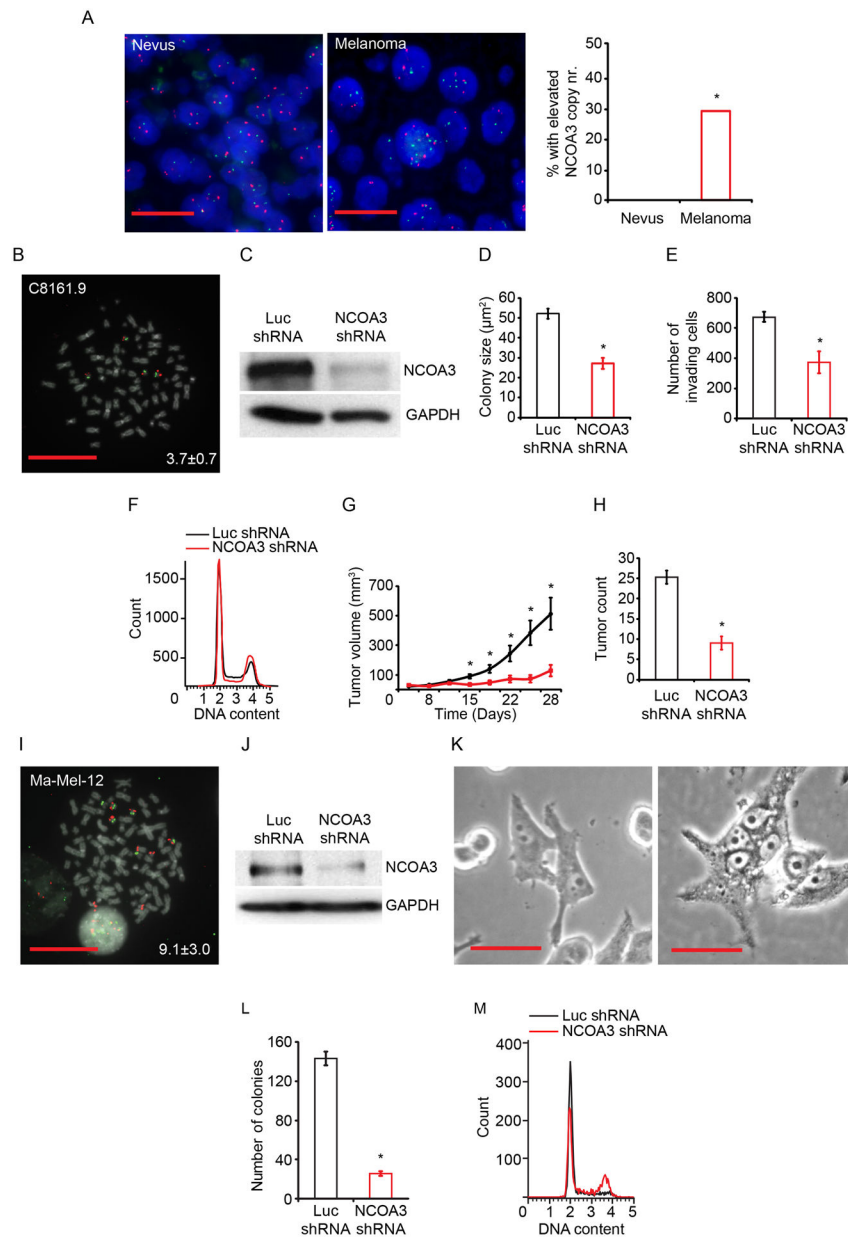 A
Nevus
Melanoma
% with elevated
NCOA3 copy nr.
50
40
30
20
10
0
*
Nevus
Melanoma
B
C8161.9
3.7±0.7
C
Luc
shRNA
NCOA3
shRNA
NCOA3
GAPDH
D
Colony size (µm²)
60
50
40
30
20
10
0
*
Luc
shRNA
NCOA3
shRNA
E
Number of
invading cells
800
600
400
200
0
*
Luc
shRNA
NCOA3
shRNA
F
Luc shRNA
NCOA3 shRNA
Count
1500
1000
500
0 1 2 3 4 5
DNA content
G
Tumor volume (mm³)
700
500
300
100
0
* * * * *
8 15 22 28
Time (Days)
H
Tumor count
30
25
20
15
10
5
0
*
Luc
shRNA
NCOA3
shRNA
I
Ma-Mel-12
9.1±3.0
J
Luc
shRNA
NCOA3
shRNA
NCOA3
GAPDH
K
L
Number of colonies
160
120
80
40
0
*
Luc
shRNA
NCOA3
shRNA
M
Luc shRNA
NCOA3 shRNA
Count
400
300
200
100
0 1 2 3 4 5
DNA content